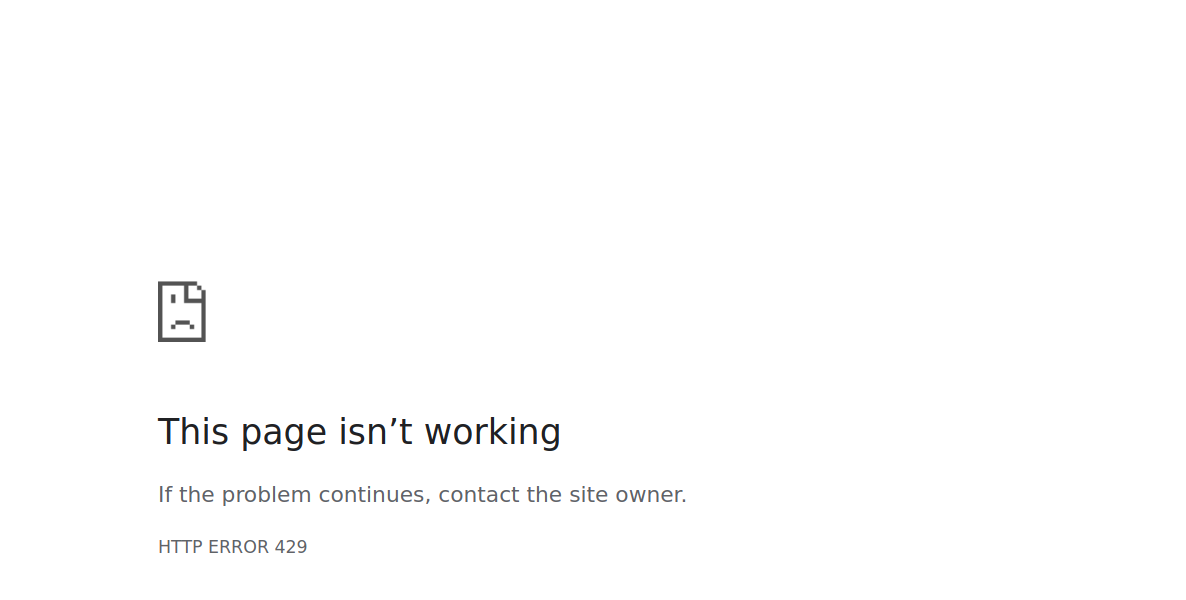 This page isn’t working
If the problem continues, contact the site owner.
HTTP ERROR 429